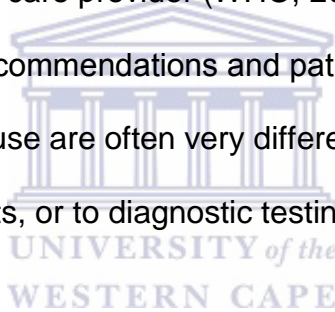 care provider (WHO, 20
commendations and pat
use are often very differe
ts, or to diagnostic testin
UNIVERSITY of the
WESTERN CAPE